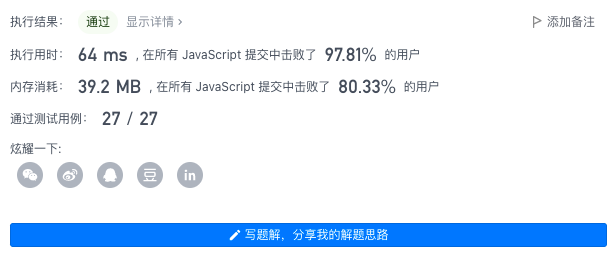 执行结果： 通过 显示详情 > 添加备注
执行用时： 64 ms , 在所有 JavaScript 提交中击败了 97.81% 的用户
内存消耗： 39.2 MB , 在所有 JavaScript 提交中击败了 80.33% 的用户
通过测试用例： 27 / 27
炫耀一下:
豆 in
写题解，分享我的解题思路